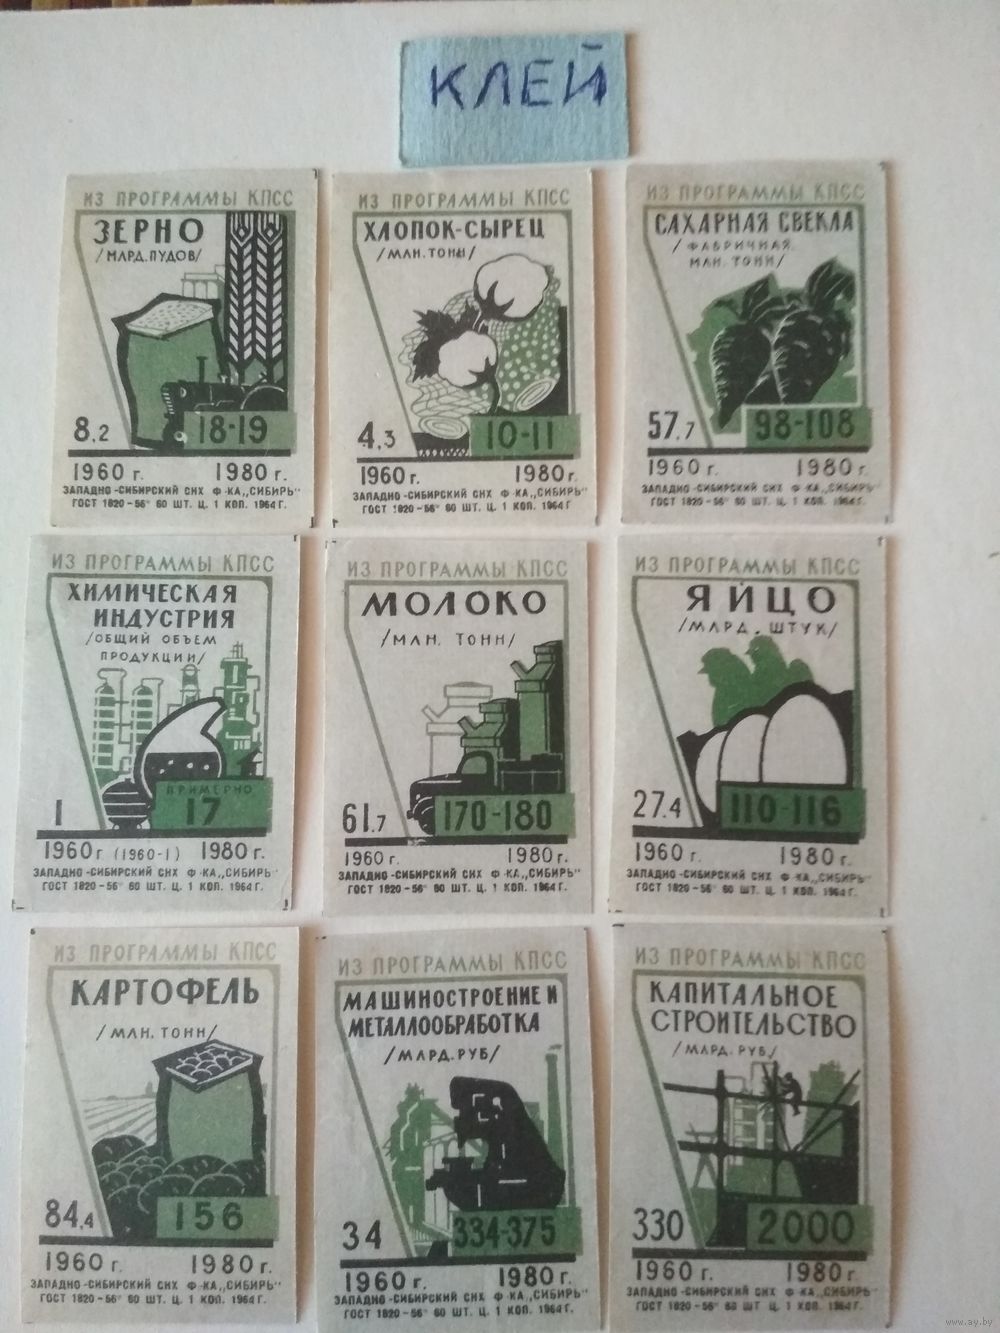 КЛЕЙ
ИЗ ПРОГРАММЫ КПСС
ЗЕРНО
/МЛРД. ПУДОВ/
8,2
18-19
1960 г. 1980 г.
ЗАПАДНО-СИБИРСКИЙ СНХ Ф-КА „СИБИРЬ"
ГОСТ 1820-56 60 ШТ. Ц. 1 КОП. 1964 Г.
ИЗ ПРОГРАММЫ КПСС
ХЛОПОК-СЫРЕЦ
/МЛН. ТОНН/
4,3
10-11
1960 г. 1980 г.
ЗАПАДНО-СИБИРСКИЙ СНХ Ф-КА „СИБИРЬ"
ГОСТ 1820-56 60 ШТ. Ц. 1 КОП. 1964 Г.
ИЗ ПРОГРАММЫ КПСС
САХАРНАЯ СВЕКЛА
/ФАБРИЧНАЯ
МЛН. ТОНН/
57,7
98-108
1960 г. 1980 г.
ЗАПАДНО-СИБИРСКИЙ СНХ Ф-КА „СИБИРЬ"
ГОСТ 1820-56 60 ШТ. Ц. 1 КОП. 1964 Г.
ИЗ ПРОГРАММЫ КПСС
ХИМИЧЕСКАЯ
ИНДУСТРИЯ
/ОБЩИЙ ОБЪЕМ
ПРОДУКЦИИ/
ПРИМЕРНО
1
17
1960 г (1960-1) 1980 г.
ЗАПАДНО-СИБИРСКИЙ СНХ Ф-КА „СИБИРЬ"
ГОСТ 1820-56 60 ШТ. Ц. 1 КОП. 1964 Г.
ИЗ ПРОГРАММЫ КПСС
МОЛОКО
/МЛН. ТОНН/
61,7
170-180
1960 г. 1980 г.
ЗАПАДНО-СИБИРСКИЙ СНХ Ф-КА „СИБИРЬ"
ГОСТ 1820-56 60 ШТ. Ц. 1 КОП. 1964 Г.
ИЗ ПРОГРАММЫ КПСС
ЯЙЦО
/МЛРД. ШТУК/
27,4
110-116
1960 г. 1980 г.
ЗАПАДНО-СИБИРСКИЙ СНХ Ф-КА „СИБИРЬ"
ГОСТ 1820-56 60 ШТ. Ц. 1 КОП. 1964 Г.
ИЗ ПРОГРАММЫ КПСС
КАРТОФЕЛЬ
/МЛН. ТОНН/
84,4
156
1960 г. 1980 г.
ЗАПАДНО-СИБИРСКИЙ СНХ Ф-КА „СИБИРЬ"
ГОСТ 1820-56 60 ШТ. Ц. 1 КОП. 1964 Г.
ИЗ ПРОГРАММЫ КПСС
МАШИНОСТРОЕНИЕ И
МЕТАЛЛООБРАБОТКА
/МЛРД. РУБ/
34
334-375
1960 г. 1980 г.
ЗАПАДНО-СИБИРСКИЙ СНХ Ф-КА „СИБИРЬ"
ГОСТ 1820-56 60 ШТ. Ц. 1 КОП. 1964 Г.
ИЗ ПРОГРАММЫ КПСС
КАПИТАЛЬНОЕ
СТРОИТЕЛЬСТВО
/МЛРД. РУБ/
330
2000
1960 г. 1980 г.
ЗАПАДНО-СИБИРСКИЙ СНХ Ф-КА „СИБИРЬ"
ГОСТ 1820-56 60 ШТ. Ц. 1 КОП. 1964 Г.
www.ay.by